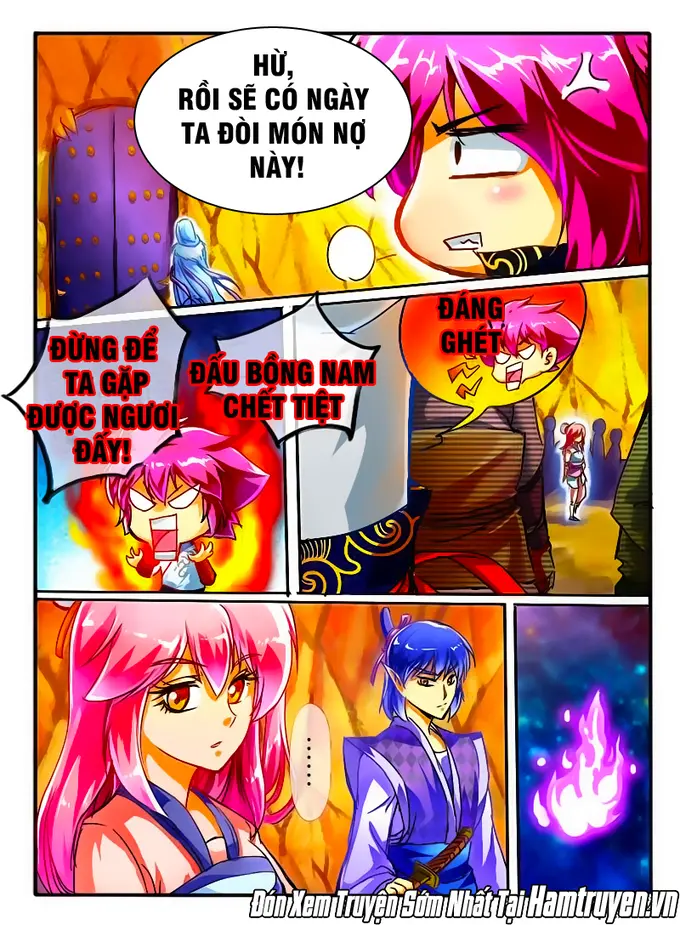 HỪ,
RỒI SẼ CÓ NGÀY
TA ĐÒI MÓN NỢ
NÀY!
ĐỪNG ĐỂ
TA GẶP
ĐƯỢC NGƯƠI
ĐẤY!
ĐẤU BỒNG NAM
CHẾT TIỆT
ĐÁNG
GHÉT
......
Đón Xem Truyện Sớm Nhất Tại Hamtruyen.vn